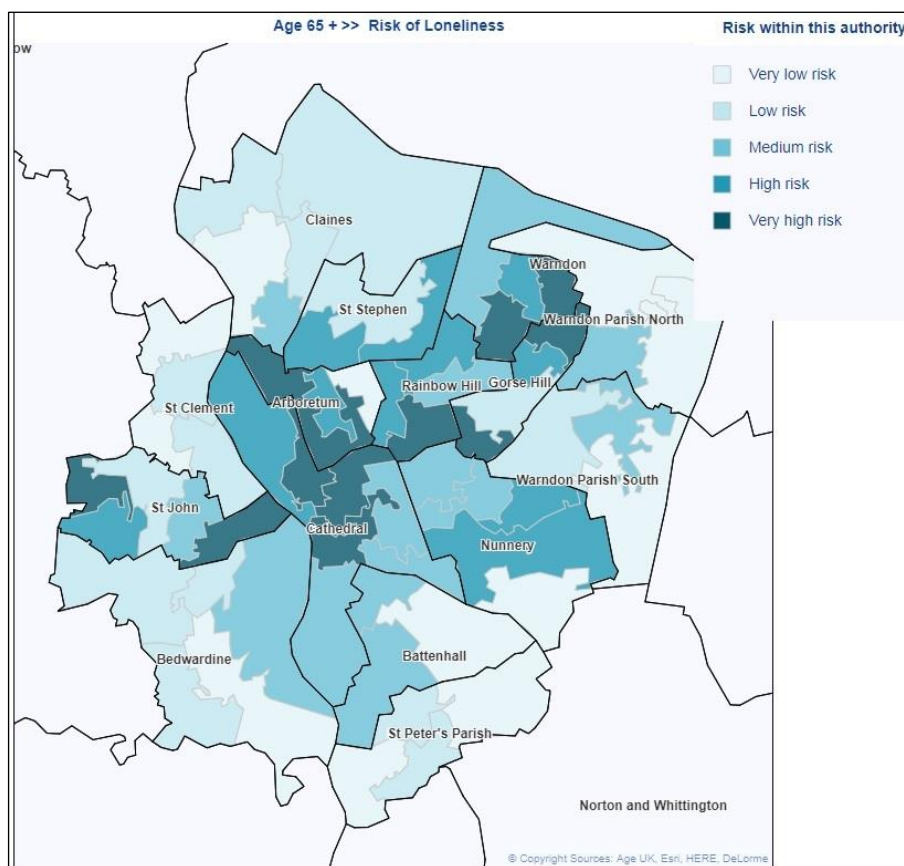 Age 65 + >> Risk of Loneliness
Risk within this authority
ow
Very low risk
Low risk
Medium risk
High risk
Very high risk
Claines
Warndon
St Stephen
Warndon Parish North
Rainbow Hill
Gorse Hill
Arboretum
St Clement
Warndon Parish South
St John
Cathedral
Nunnery
Battenhall
Bedwardine
St Peter's Parish
Norton and Whittington
© Copyright Sources: Age UK, Esri, HERE, DeLorme